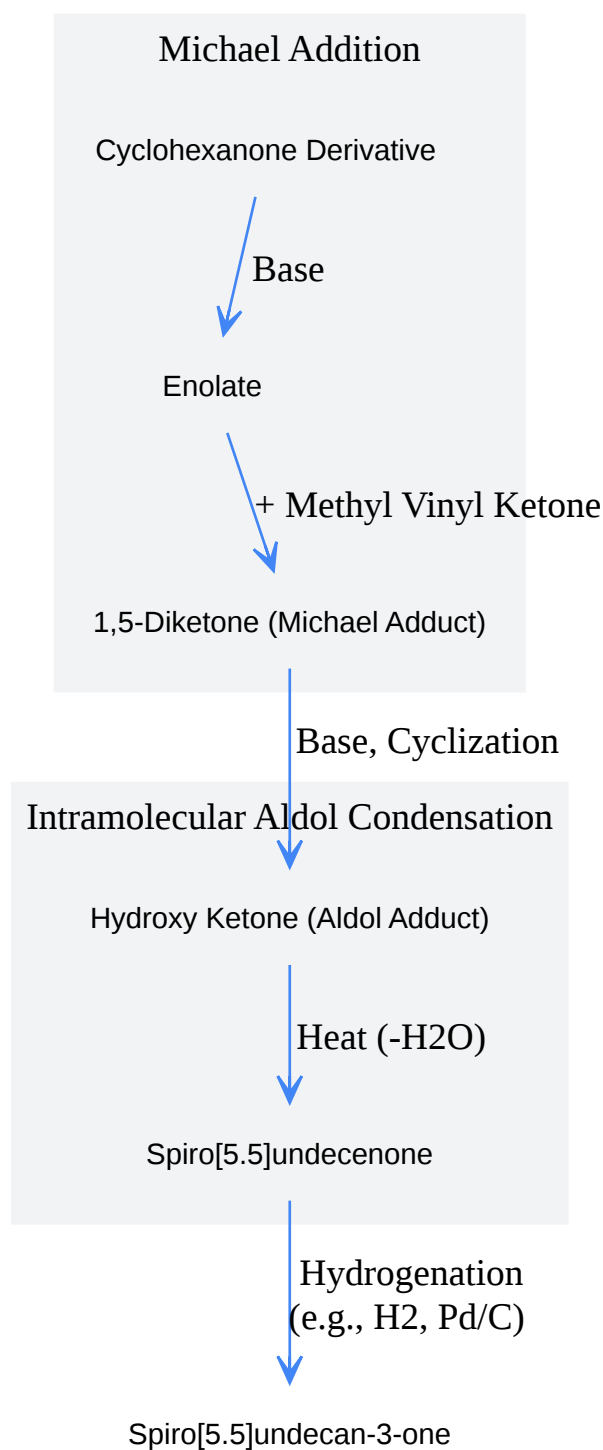 Michael Addition
Cyclohexanone Derivative
Base
Enolate
+ Methyl Vinyl Ketone
1,5-Diketone (Michael Adduct)
Base, Cyclization
Intramolecular Aldol Condensation
Hydroxy Ketone (Aldol Adduct)
Heat (-H2O)
Spiro[5.5]undecenone
Hydrogenation
(e.g., H2, Pd/C)
Spiro[5.5]undecan-3-one